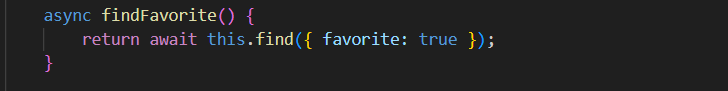 async findFavorite() {
return await this.find({ favorite: true });
}